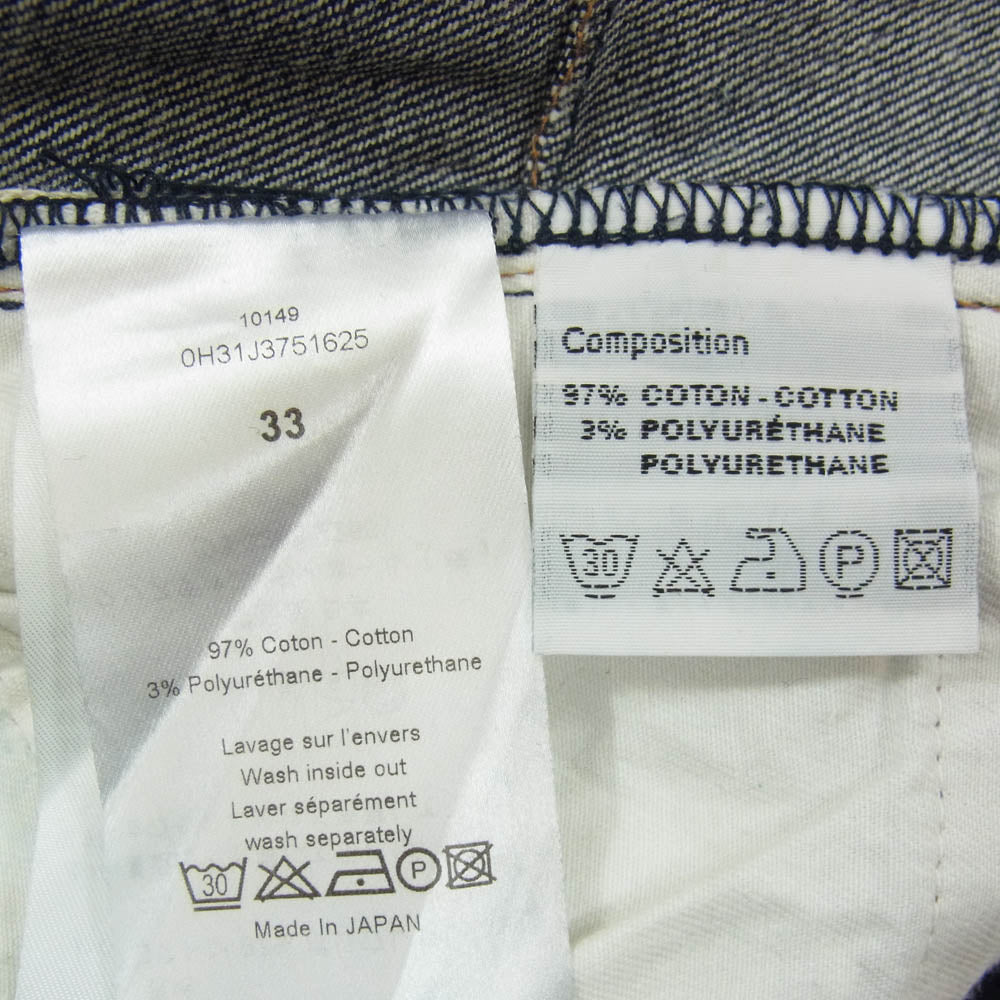 10149
0H31J3751625
33
97% Coton - Cotton
3% Polyuréthane - Polyurethane
Lavage sur l'envers
Wash inside out
Laver séparément
wash separately
30 P
Made In JAPAN
Composition
97% COTON - COTTON
3% POLYURÉTHANE
POLYURETHANE
30 P